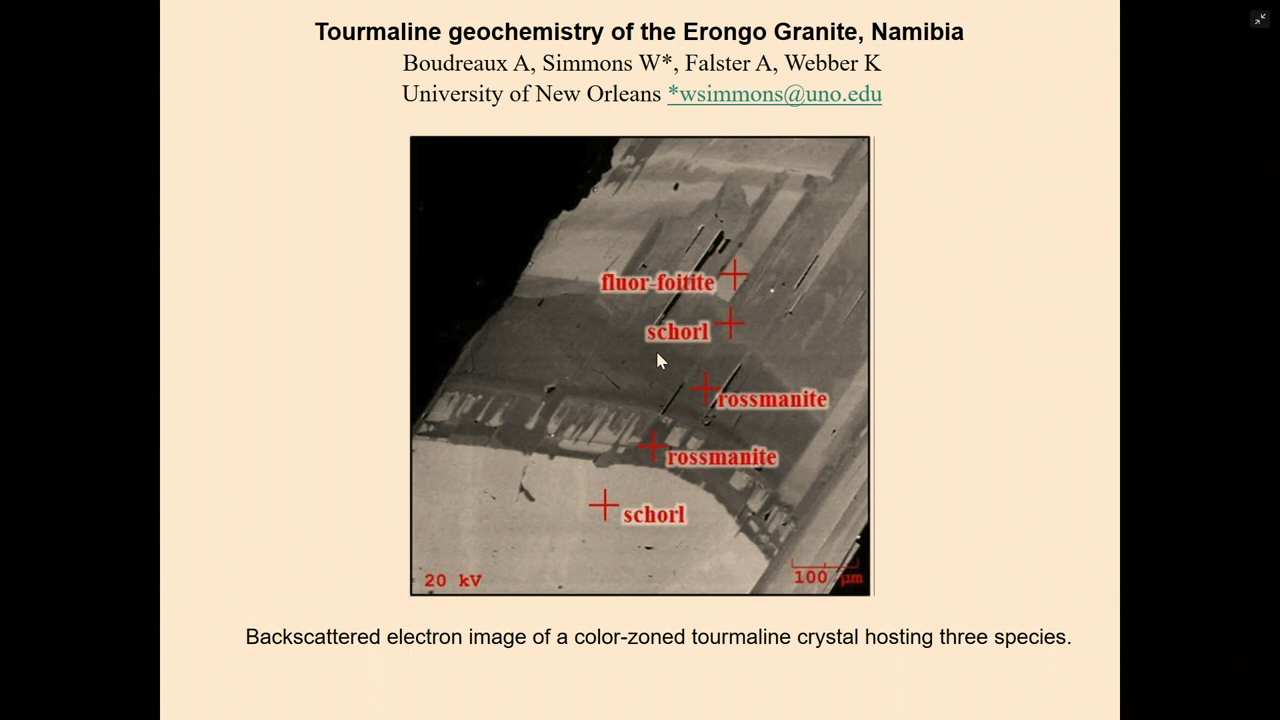 Tourmaline geochemistry of the Erongo Granite, Namibia
Boudreaux A, Simmons W*, Falster A, Webber K
University of New Orleans *wsimmons@uno.edu
fluor-foitite
schorl
rossmanite
rossmanite
schorl
20 kV
100 µm
Backscattered electron image of a color-zoned tourmaline crystal hosting three species.